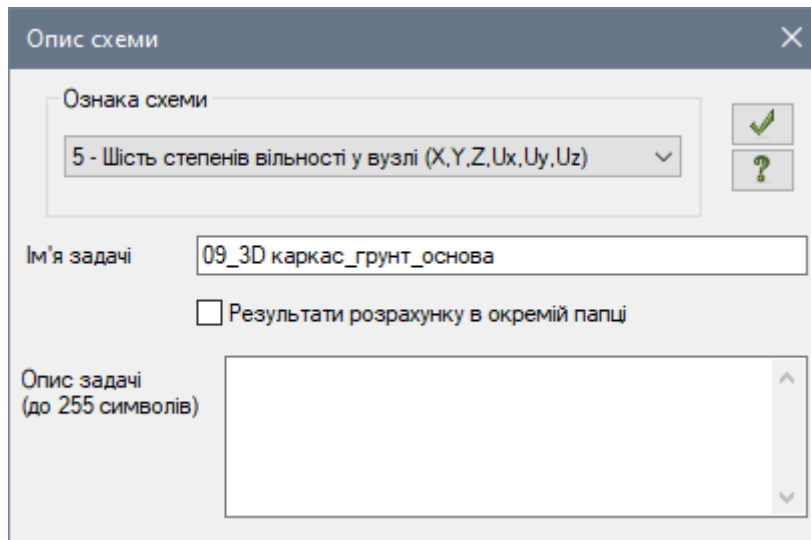 Опис схеми
Ознака схеми
5 - Шість степенів вільності у вузлі (X,Y,Z,Ux,Uy,Uz)
Ім'я задачі
09_3D каркас_грунт_основа
Результати розрахунку в окремій папці
Опис задачі
(до 255 символів)